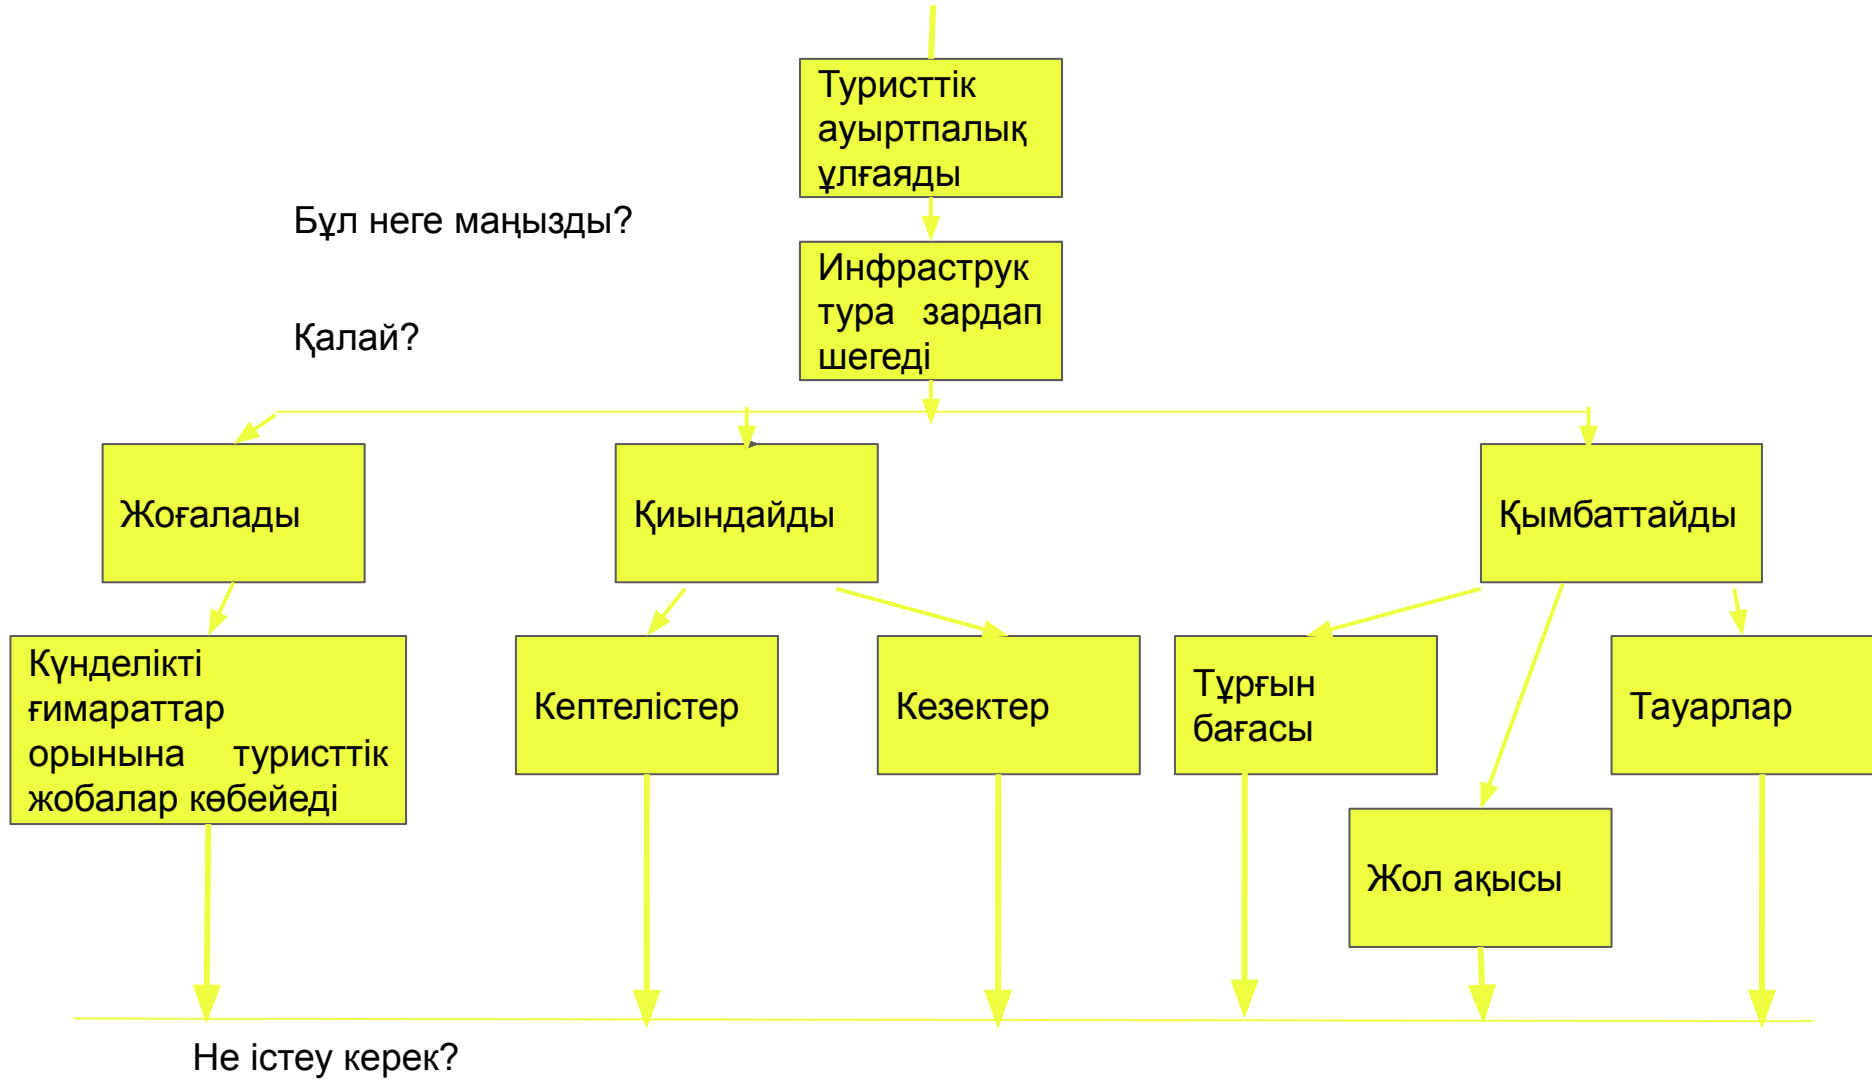 Туристтік
ауыртпалық
ұлғаяды
Бұл неге маңызды?
Инфраструк
тура зардап
шегеді
Қалай?
Жоғалады
Қиындайды
Қымбаттайды
Күнделікті
ғимараттар
орынына туристтік
жобалар көбейеді
Кептелістер
Кезектер
Тұрғын
бағасы
Тауарлар
Жол ақысы
Не істеу керек?